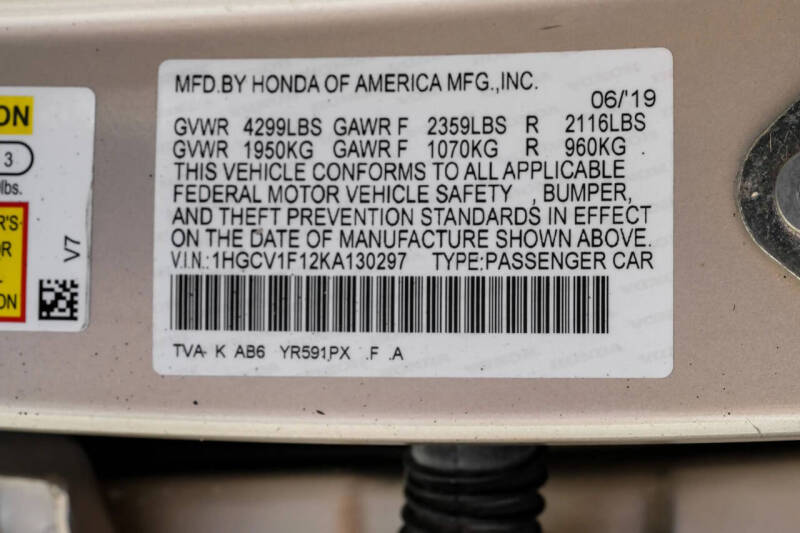 MFD.BY HONDA OF AMERICA MFG.,INC.
06/'19
GVWR 4299LBS GAWR F 2359LBS R 2116LBS
GVWR 1950KG GAWR F 1070KG R 960KG
THIS VEHICLE CONFORMS TO ALL APPLICABLE
FEDERAL MOTOR VEHICLE SAFETY , BUMPER,
AND THEFT PREVENTION STANDARDS IN EFFECT
ON THE DATE OF MANUFACTURE SHOWN ABOVE.
V.I.N.:1HGCV1F12KA130297 TYPE:PASSENGER CAR
TVA- K AB6 YR591PX .F .A
ON
3
lbs.
R'S
OR
ON
V7